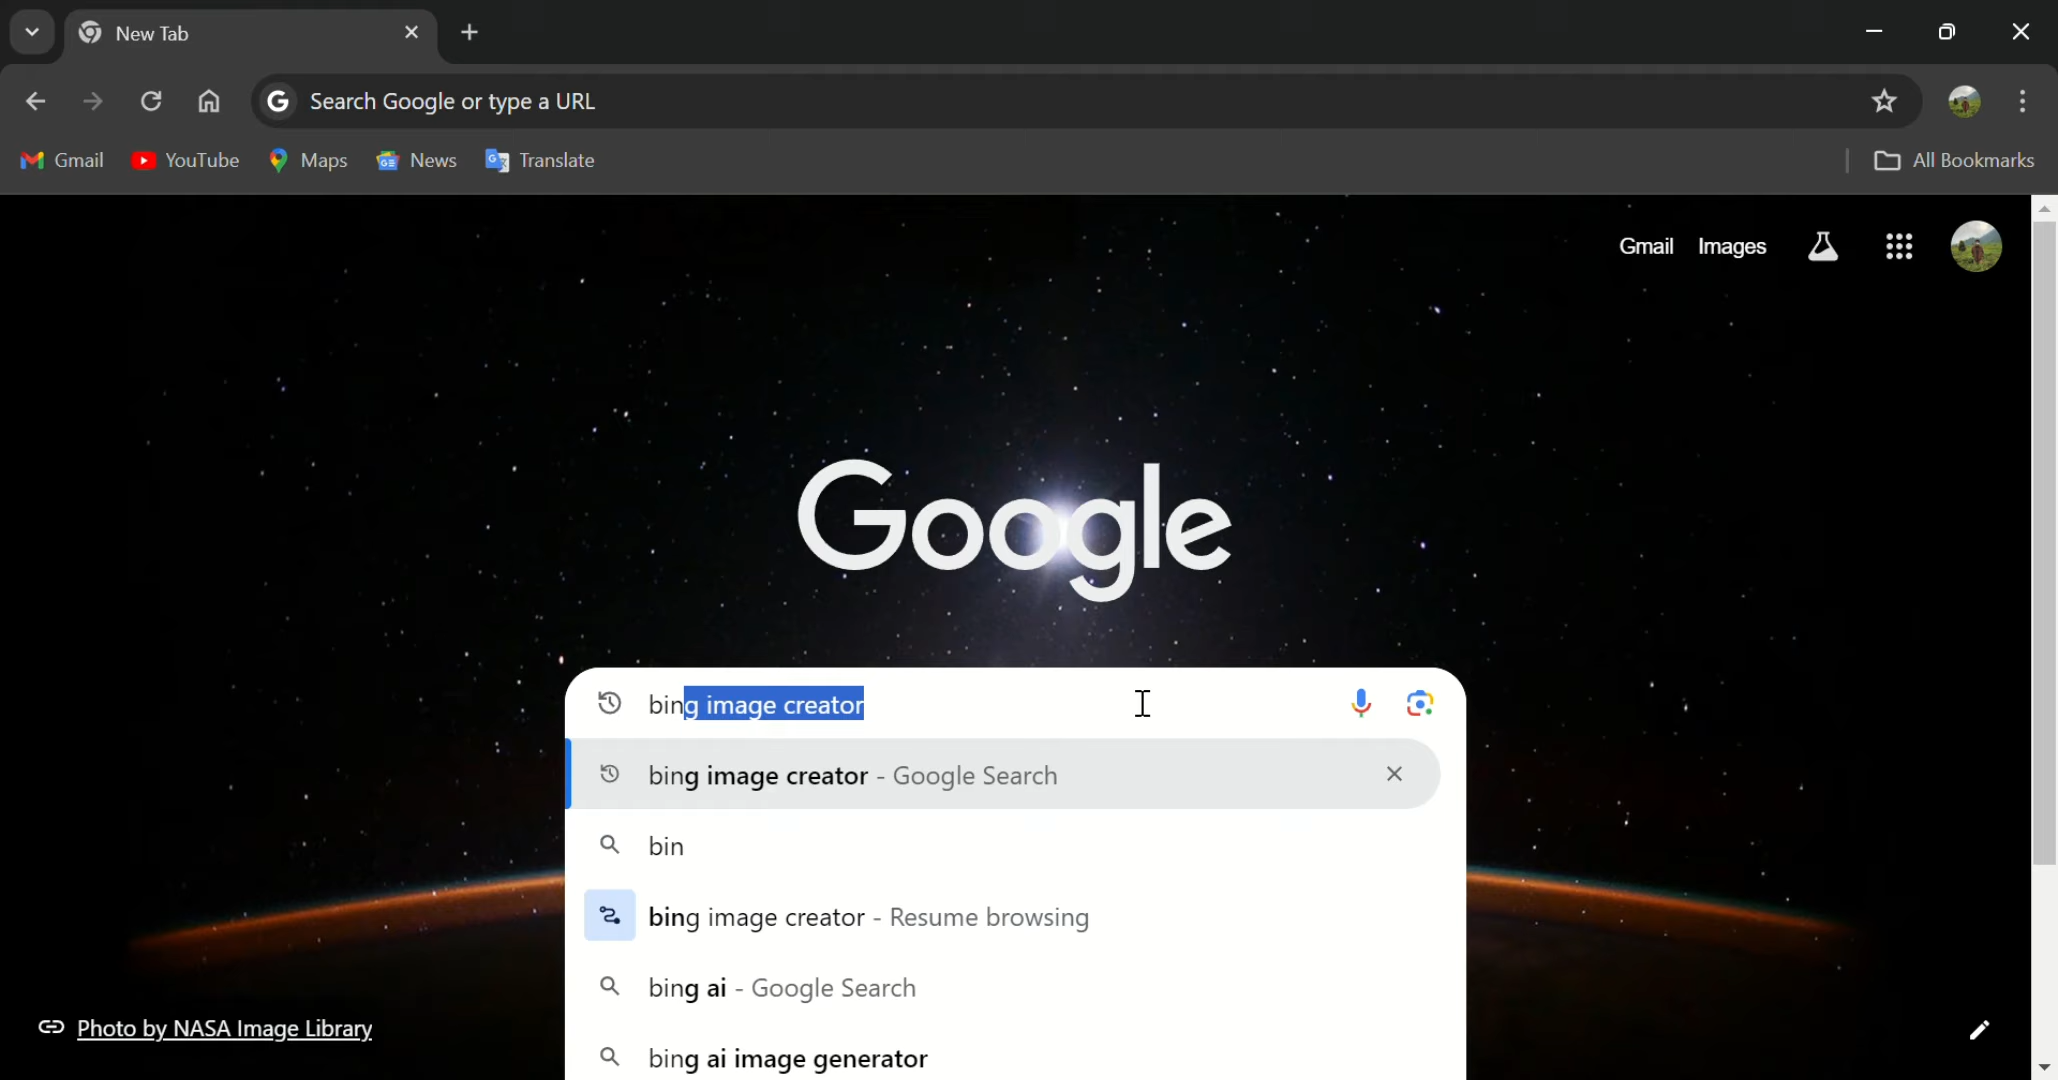 New Tab
Search Google or type a URL
Gmail YouTube Maps News Translate All Bookmarks
Gmail Images
Google
bing image creator
bing image creator - Google Search
bin
bing image creator - Resume browsing
bing ai - Google Search
bing ai image generator
Photo by NASA Image Library